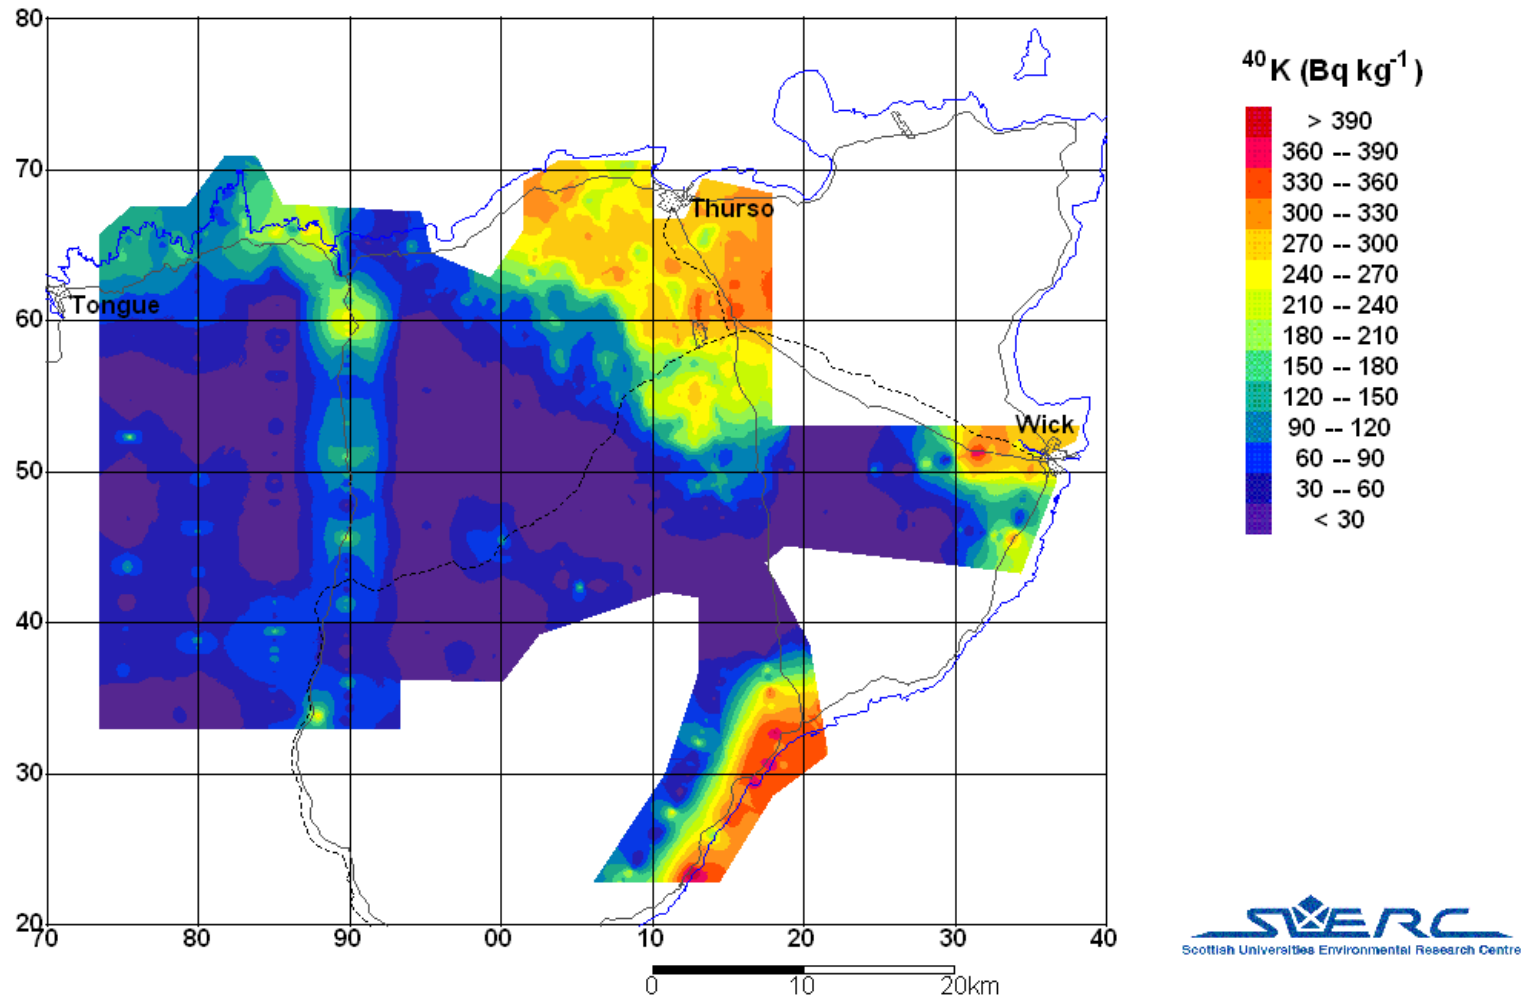 80
70
60
50
40
30
20
70
80
90
00
10
20
30
40
Thurso
Tongue
Wick
0
10
20km
40K (Bq kg-1)
> 390
360 -- 390
330 -- 360
300 -- 330
270 -- 300
240 -- 270
210 -- 240
180 -- 210
150 -- 180
120 -- 150
90 -- 120
60 -- 90
30 -- 60
< 30
SUERC
Scottish Universities Environmental Research Centre